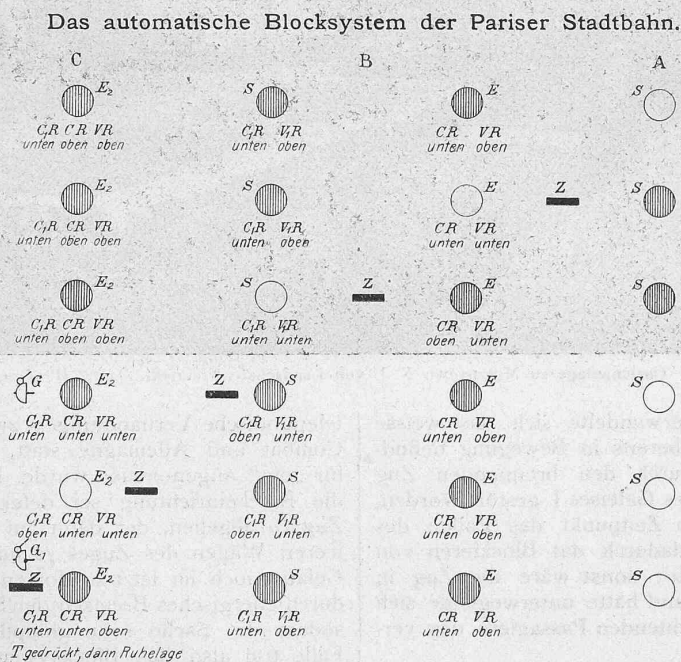 Das automatische Blocksystem der Pariser Stadtbahn.
C B A
E₂ S E S
C₁R CR VR C₁R V₁R CR VR
unten oben oben unten oben unten oben
E₂ S E Z S
C₁R CR VR C₁R V₁R CR VR
unten oben oben unten oben unten unten
E₂ S Z E S
C₁R CR VR C₁R V₁R CR VR
unten oben oben unten unten oben unten
G E₂ Z S E S
C₁R CR VR C₁R V₁R CR VR
unten unten unten oben unten unten oben
E₂ Z S E S
C₁R CR VR C₁R V₁R CR VR
oben unten unten unten oben unten oben
G₁
Z E₂ S E S
C₁R CR VR C₁R V₁R CR VR
unten unten oben unten oben unten oben
T gedrückt, dann Ruhelage